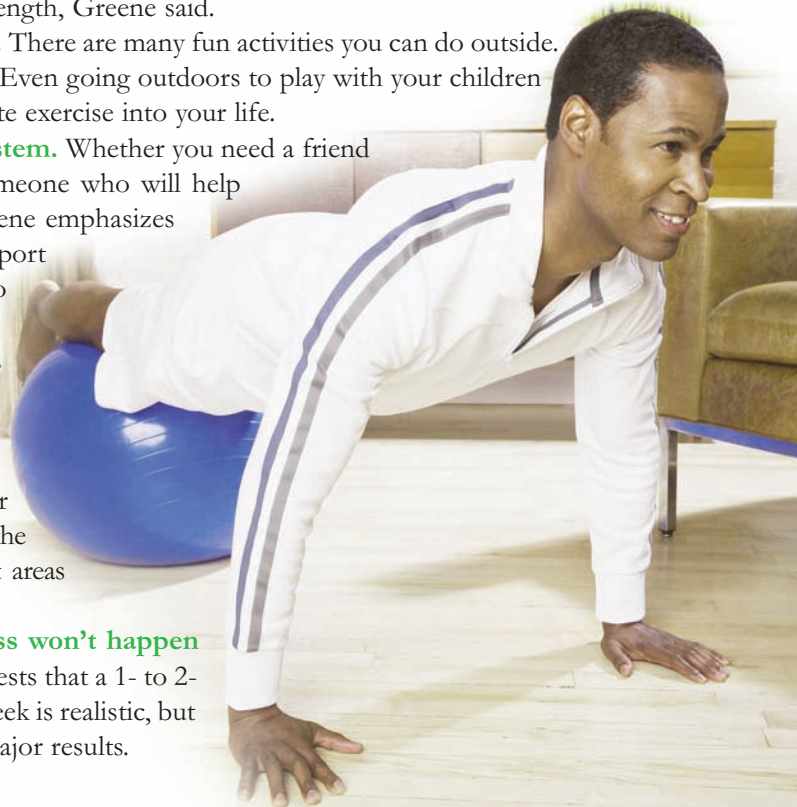 ength, Greene said.
There are many fun activities you can do outside.
Even going outdoors to play with your children
te exercise into your life.
stem. Whether you need a friend
meone who will help
ene emphasizes
port
o
r
he
areas
ss won't happen
ests that a 1- to 2-
eek is realistic, but
ajor results.